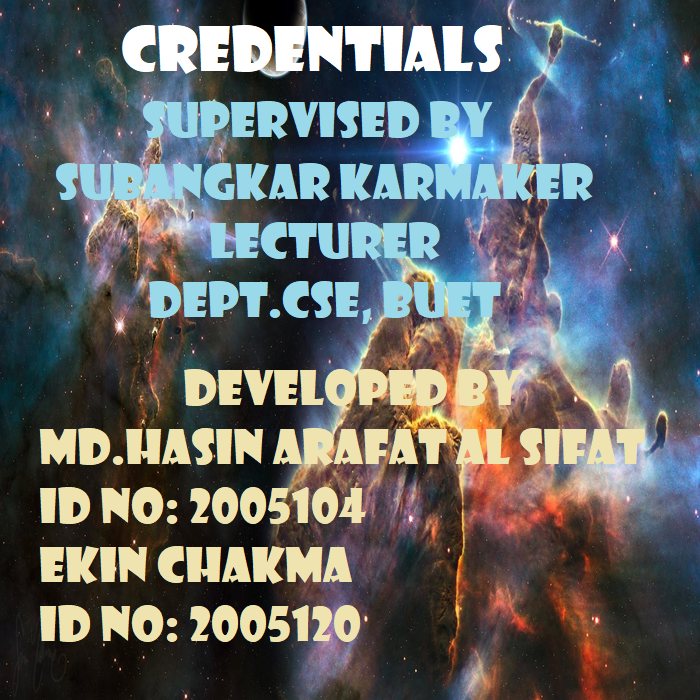 CREDENTIALS
SUPERVISED BY
SUBANGKAR KARMAKER
LECTURER
DEPT.CSE, BUET
DEVELOPED BY
MD.HASIN ARAFAT AL SIFAT
ID NO: 2005104
EKIN CHAKMA
ID NO: 2005120